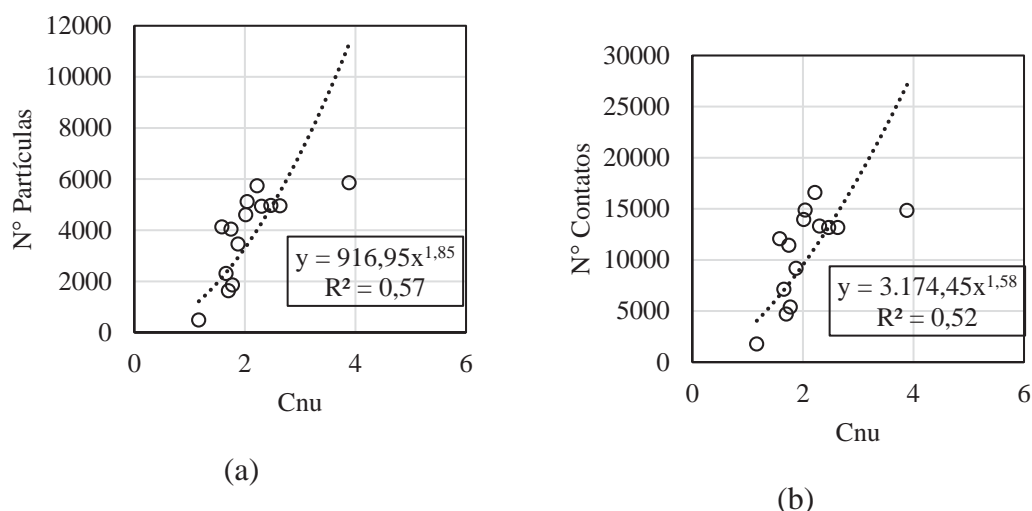 12000
10000
8000
6000
4000
2000
0
N° Partículas
0 2 4 6
Cnu
y = 916,95x^1,85
R² = 0,57
(a)
30000
25000
20000
15000
10000
5000
0
N° Contatos
0 2 4 6
Cnu
y = 3.174,45x^1,58
R² = 0,52
(b)